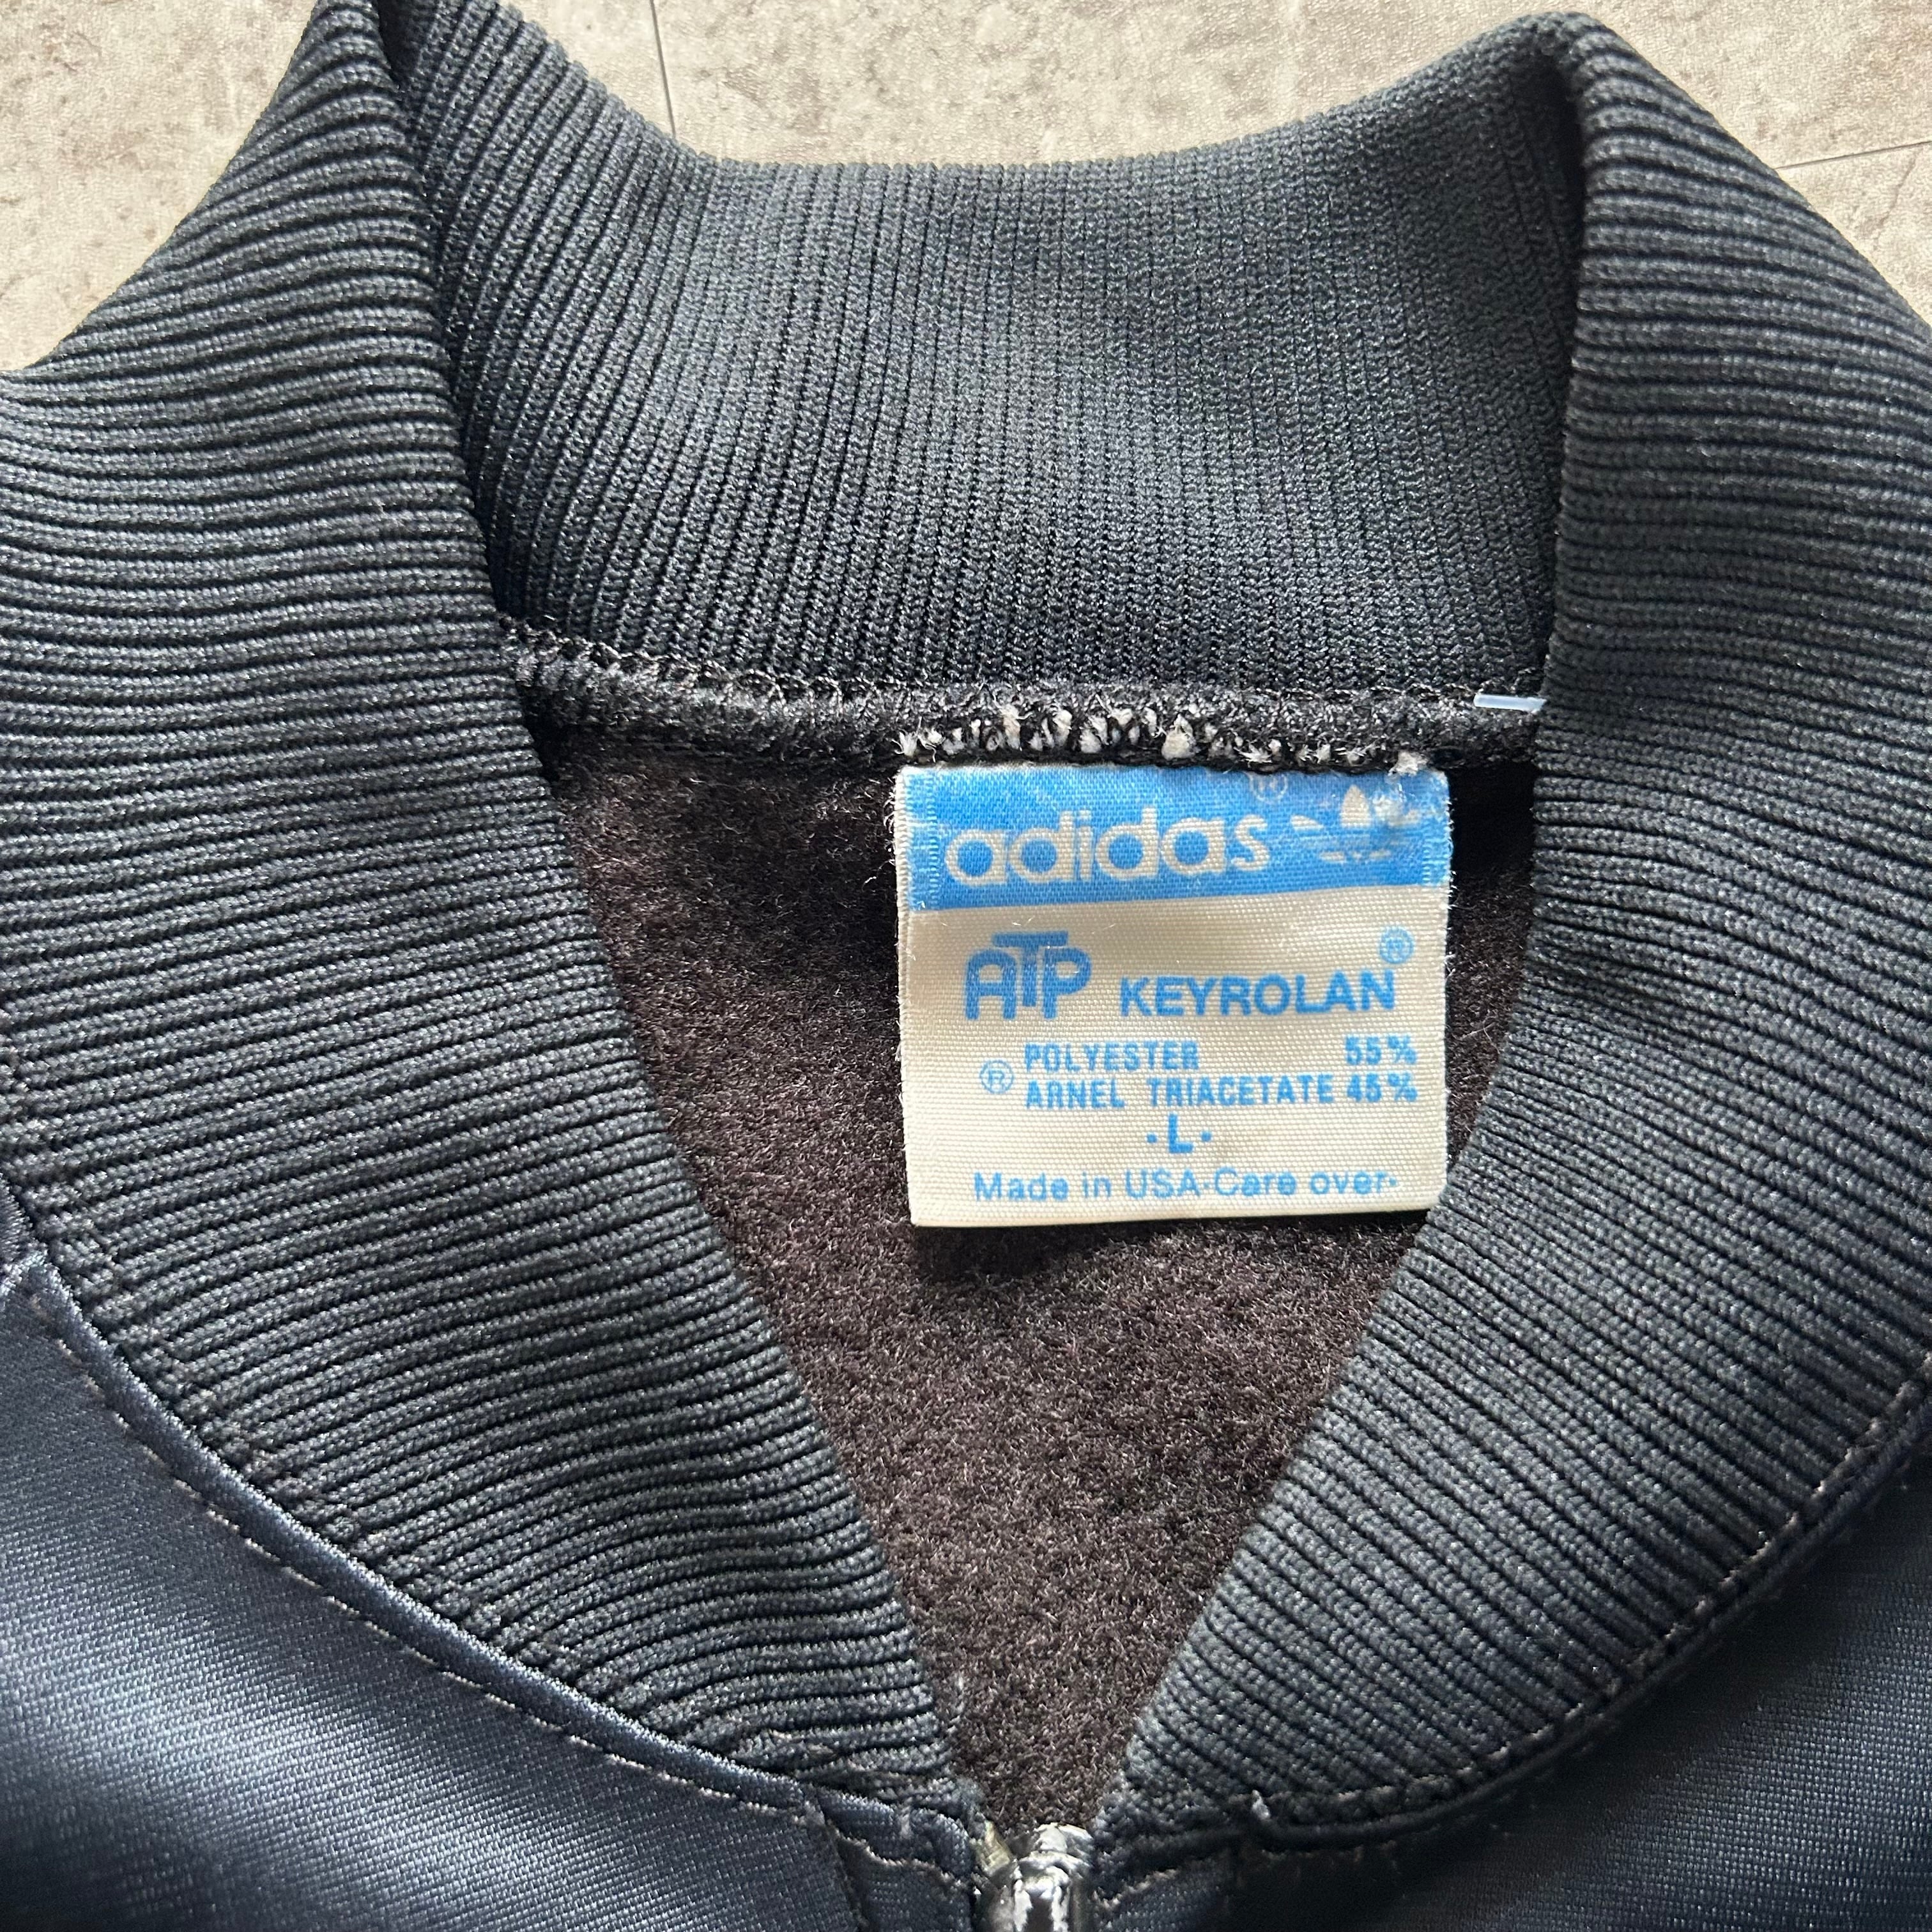 adidas ®
ATP KEYROLAN ®
POLYESTER 55%
® ARNEL TRIACETATE 45%
·L·
Made in USA·Care over·